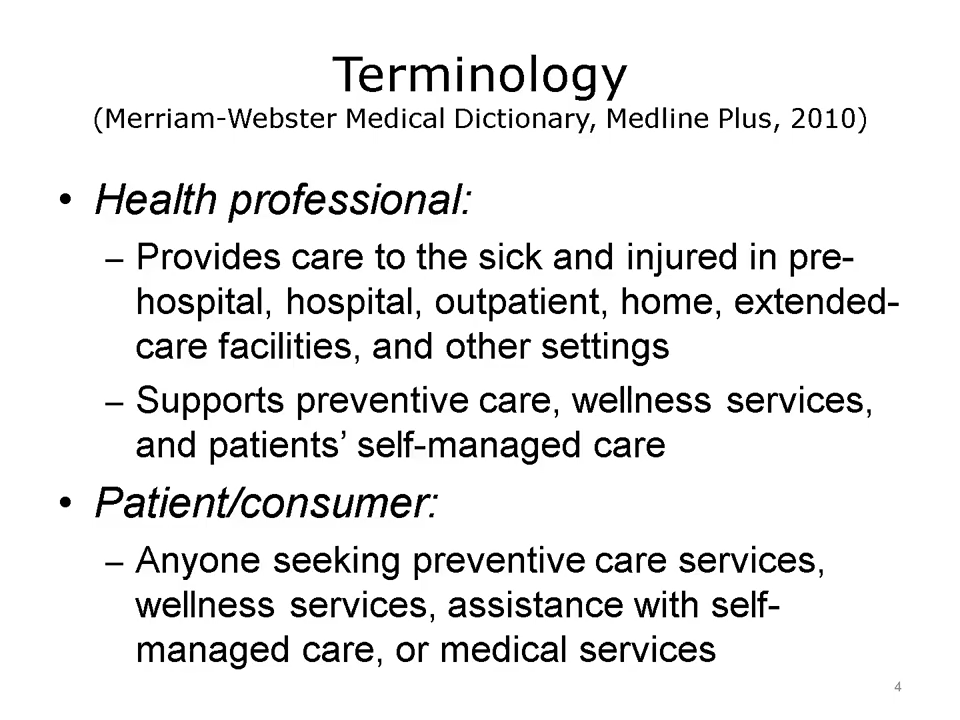 Terminology
(Merriam-Webster Medical Dictionary, Medline Plus, 2010)
• Health professional:
– Provides care to the sick and injured in pre-
hospital, hospital, outpatient, home, extended-
care facilities, and other settings
– Supports preventive care, wellness services,
and patients’ self-managed care
• Patient/consumer:
– Anyone seeking preventive care services,
wellness services, assistance with self-
managed care, or medical services
4